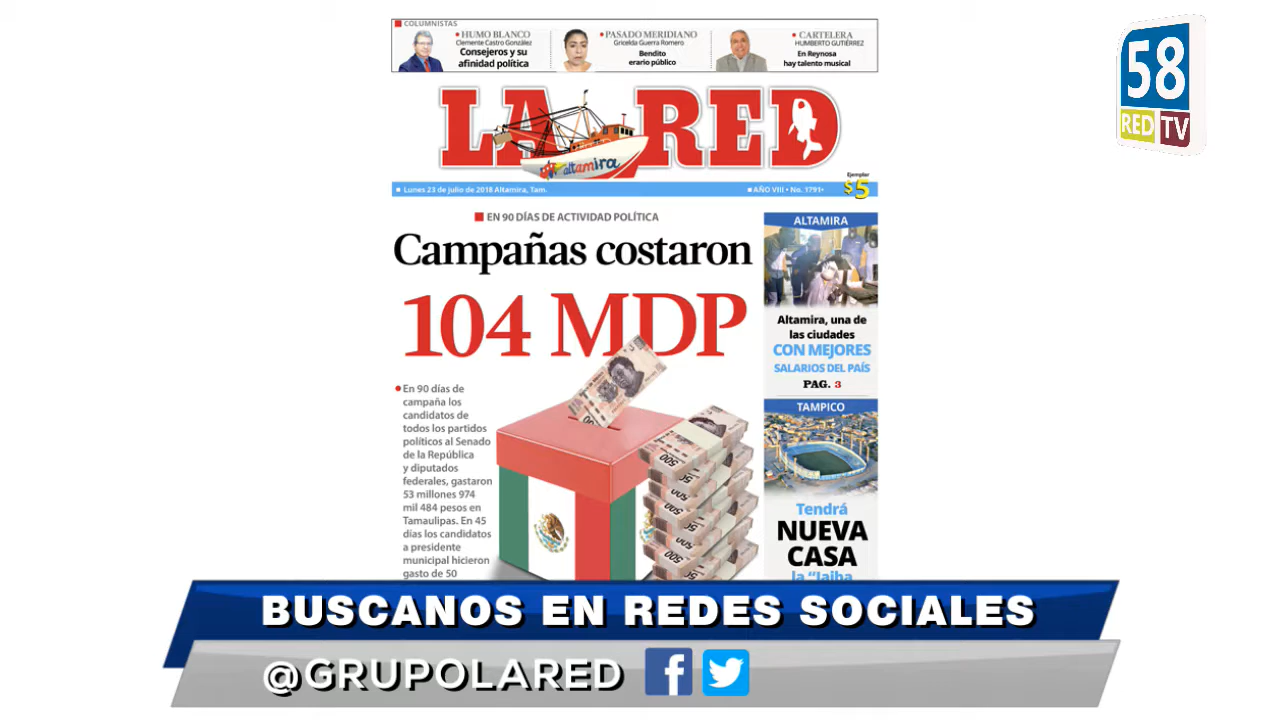 COLUMNISTAS
HUMO BLANCO
Clemente Castro González
Consejeros y su
afinidad política
PASADO MERIDIANO
Gricelda Guerra Romero
Bendito
erario público
CARTELERA
HUMBERTO GUTIÉRREZ
En Reynosa
hay talento musical
58
RED TV
LA RED
altamira
Lunes 23 de julio de 2018 Altamira, Tam.
AÑO VIII • No. 1791•
Ejemplar
$5
EN 90 DÍAS DE ACTIVIDAD POLÍTICA
Campañas costaron
104 MDP
En 90 días de
campaña los
candidatos de
todos los partidos
políticos al Senado
de la República
y diputados
federales, gastaron
53 millones 974
mil 484 pesos en
Tamaulipas. En 45
días los candidatos
a presidente
municipal hicieron
gasto de 50
ALTAMIRA
Altamira, una de
las ciudades
CON MEJORES
SALARIOS DEL PAÍS
PAG. 3
TAMPICO
Tendrá
NUEVA
CASA
la "Jaiba
BUSCANOS EN REDES SOCIALES
@GRUPOLARED